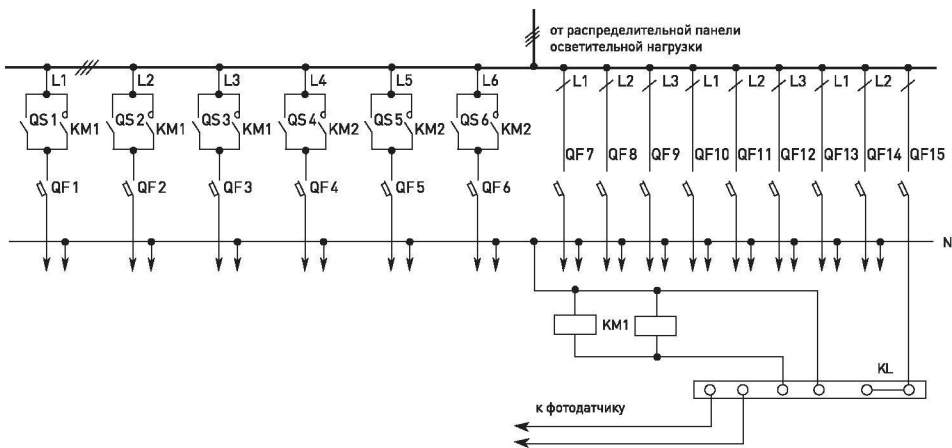 от распределительной панели
осветительной нагрузки
L1 L2 L3 L4 L5 L6 L1 L2 L3 L1 L2 L3 L1 L2
QS1 KM1 QS2 KM1 QS3 KM1 QS4 KM2 QS5 KM2 QS6 KM2
QF7 QF8 QF9 QF10 QF11 QF12 QF13 QF14 QF15
QF1 QF2 QF3 QF4 QF5 QF6
N
KM1
KL
к фотодатчику